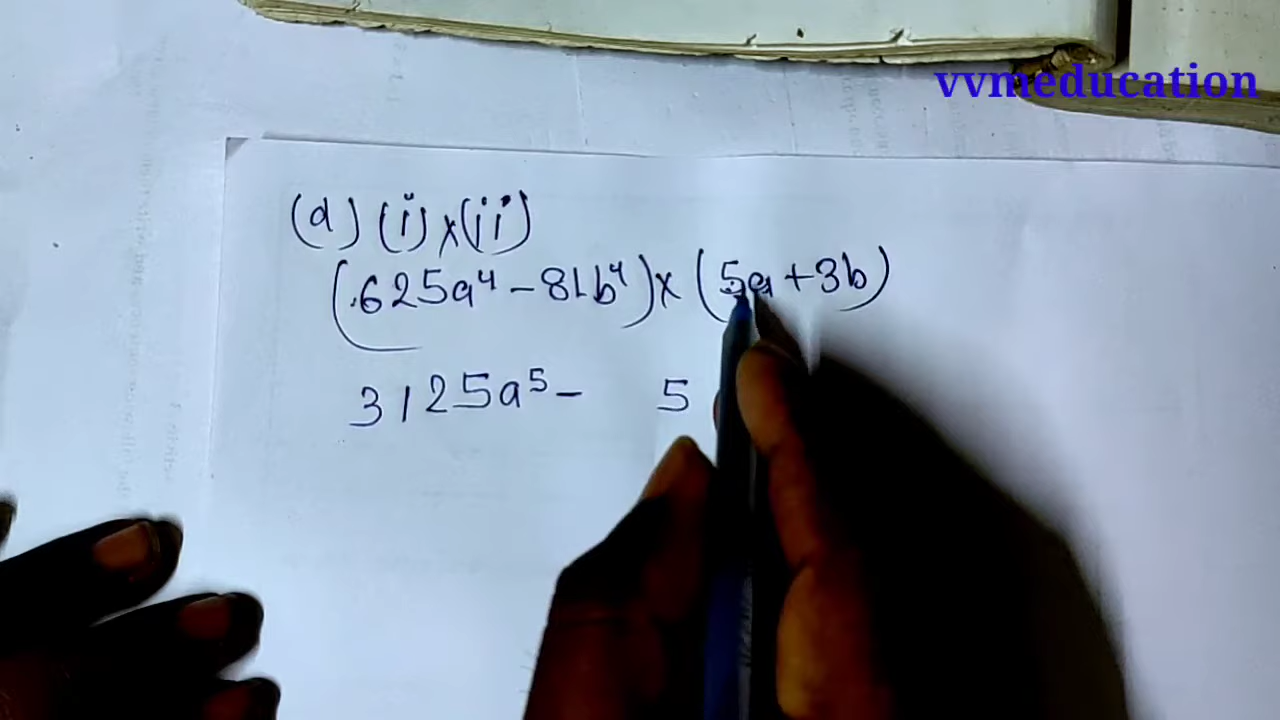 vvmeducation
(d) (i) x (ii)
(625a⁴ - 81b⁴) x (5a + 3b)
3125a⁵ - 5